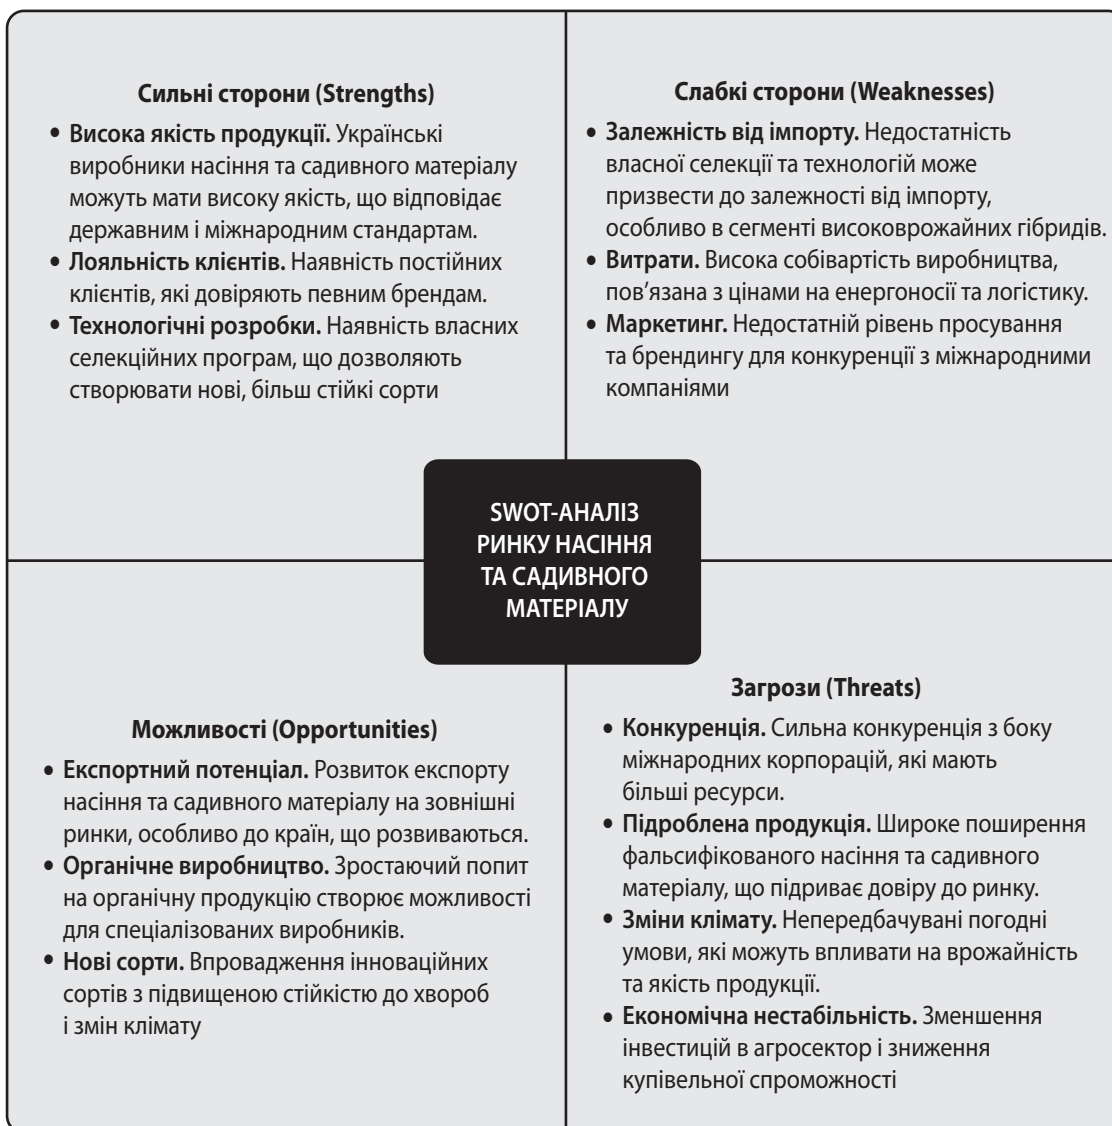 Сильні сторони (Strengths)
• Висока якість продукції. Українські
виробники насіння та садивного матеріалу
можуть мати високу якість, що відповідає
державним і міжнародним стандартам.
• Лояльність клієнтів. Наявність постійних
клієнтів, які довіряють певним брендам.
• Технологічні розробки. Наявність власних
селекційних програм, що дозволяють
створювати нові, більш стійкі сорти
Слабкі сторони (Weaknesses)
• Залежність від імпорту. Недостатність
власної селекції та технологій може
призвести до залежності від імпорту,
особливо в сегменті високоврожайних гібридів.
• Витрати. Висока собівартість виробництва,
пов’язана з цінами на енергоносії та логістику.
• Маркетинг. Недостатній рівень просування
та брендингу для конкуренції з міжнародними
компаніями
SWOT-АНАЛІЗ
РИНКУ НАСІННЯ
ТА САДИВНОГО
МАТЕРІАЛУ
Можливості (Opportunities)
• Експортний потенціал. Розвиток експорту
насіння та садивного матеріалу на зовнішні
ринки, особливо до країн, що розвиваються.
• Органічне виробництво. Зростаючий попит
на органічну продукцію створює можливості
для спеціалізованих виробників.
• Нові сорти. Впровадження інноваційних
сортів з підвищеною стійкістю до хвороб
і змін клімату
Загрози (Threats)
• Конкуренція. Сильна конкуренція з боку
міжнародних корпорацій, які мають
більші ресурси.
• Підроблена продукція. Широке поширення
фальсифікованого насіння та садивного
матеріалу, що підриває довіру до ринку.
• Зміни клімату. Непередбачувані погодні
умови, які можуть впливати на врожайність
та якість продукції.
• Економічна нестабільність. Зменшення
інвестицій в агросектор і зниження
купівельної спроможності